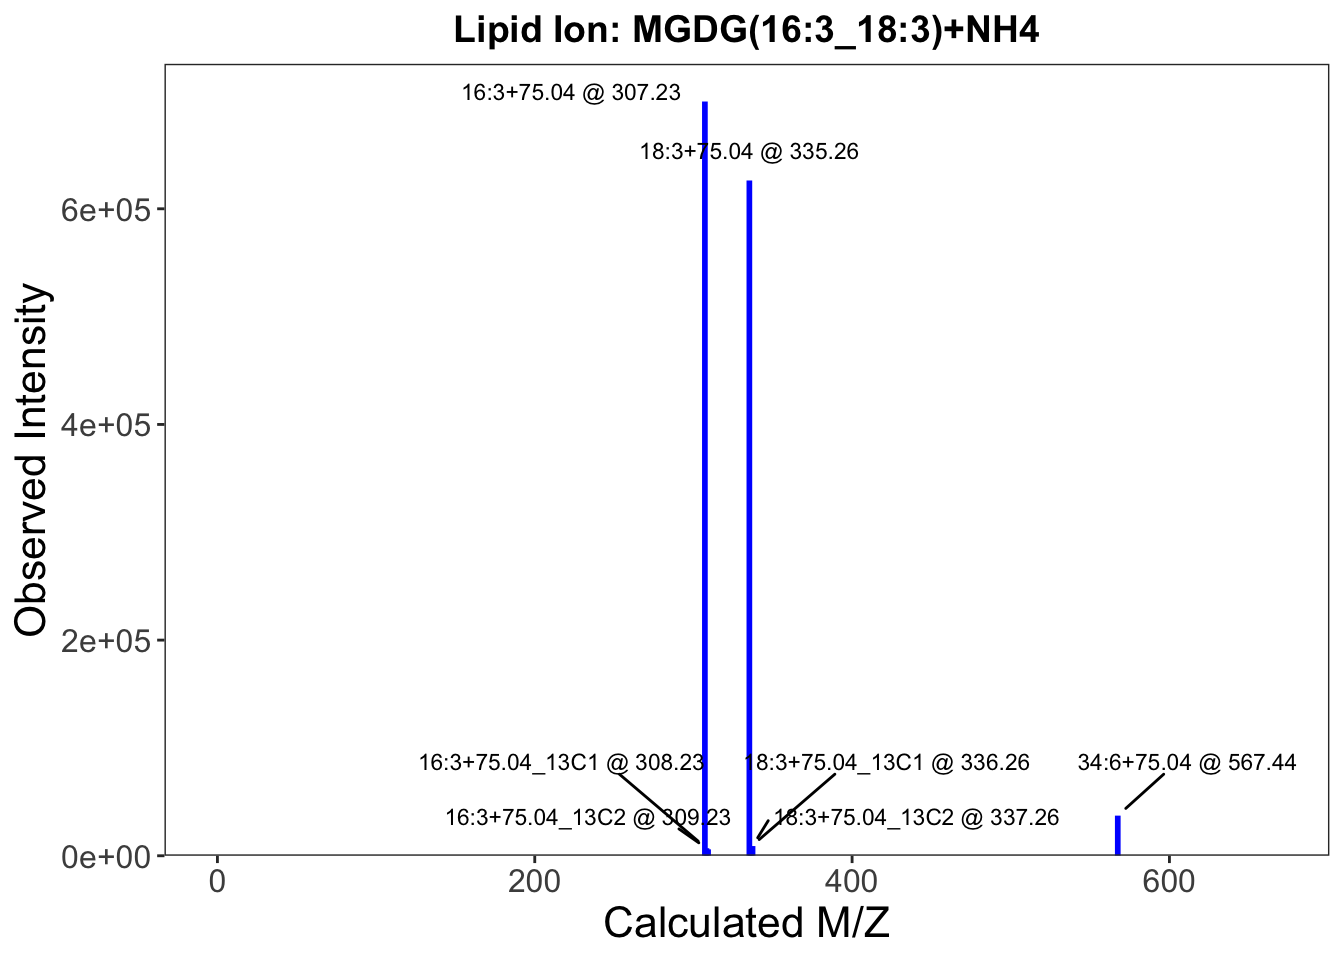 Lipid Ion: MGDG(16:3_18:3)+NH4
16:3+75.04 @ 307.23
18:3+75.04 @ 335.26
6e+05
4e+05
2e+05
0e+00
Observed Intensity
16:3+75.04_13C1 @ 308.23
18:3+75.04_13C1 @ 336.26
34:6+75.04 @ 567.44
16:3+75.04_13C2 @ 309.23
18:3+75.04_13C2 @ 337.26
0
200
400
600
Calculated M/Z